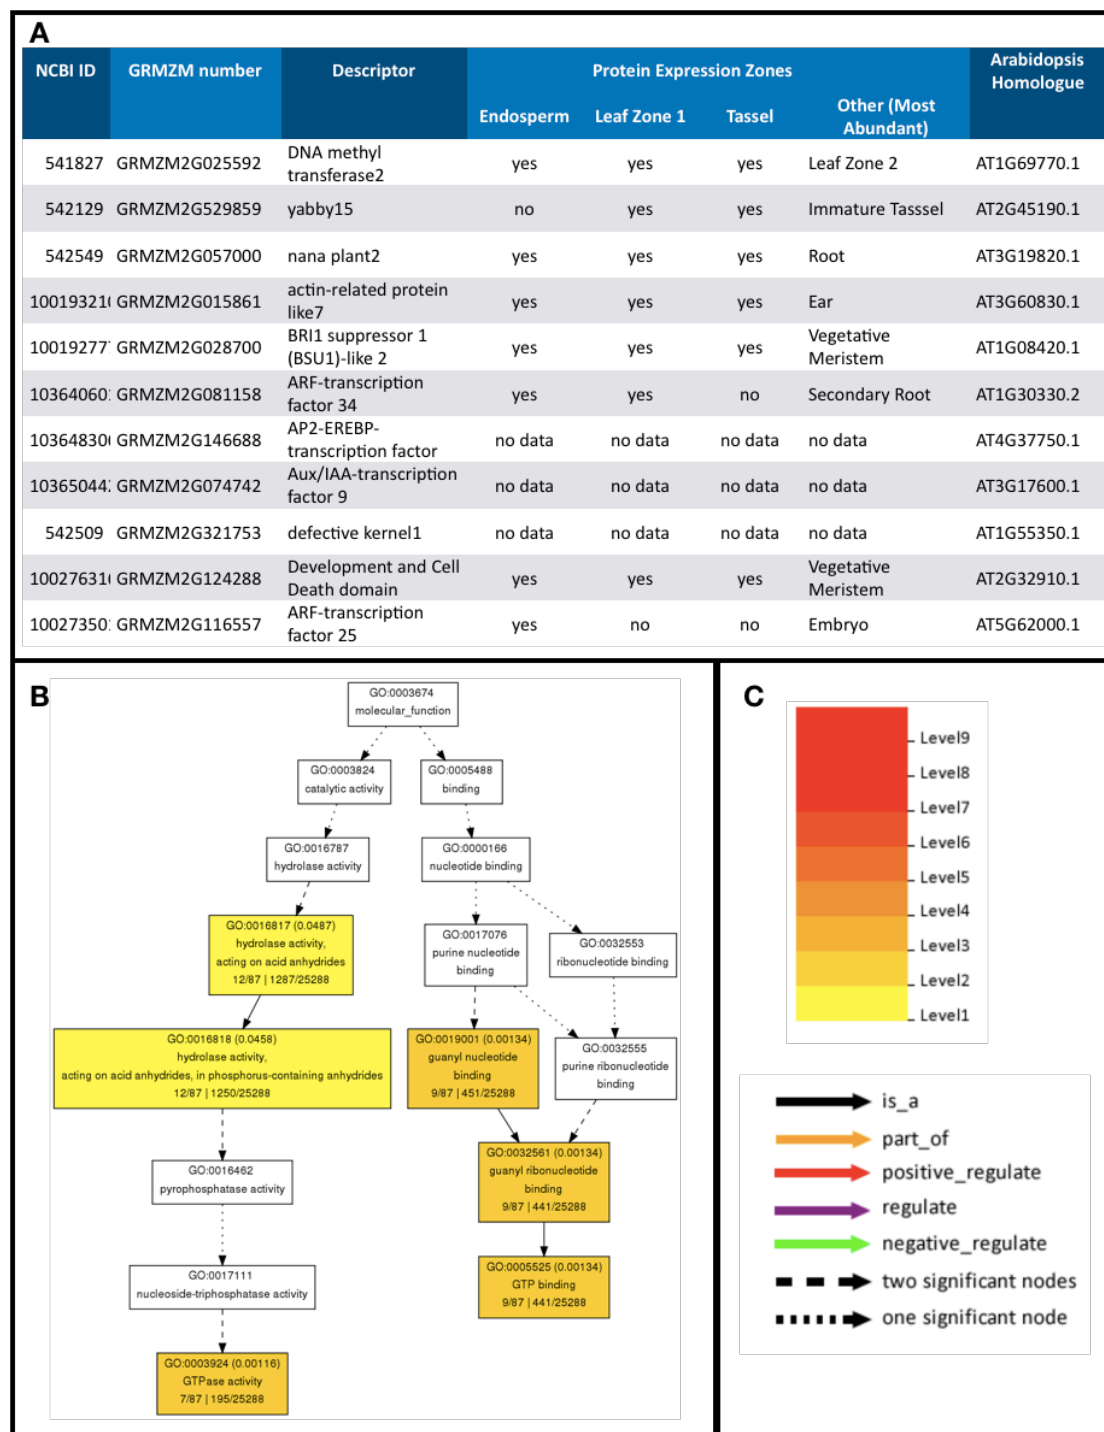 A
NCBI ID GRMZM number Descriptor Protein Expression Zones Arabidopsis Homologue
Endosperm Leaf Zone 1 Tassel Other (Most Abundant)
541827 GRMZM2G025592 DNA methyl transferase2 yes yes yes Leaf Zone 2 AT1G69770.1
542129 GRMZM2G529859 yabby15 no yes yes Immature Tasssel AT2G45190.1
542549 GRMZM2G057000 nana plant2 yes yes yes Root AT3G19820.1
10019321 GRMZM2G015861 actin-related protein like7 yes yes yes Ear AT3G60830.1
10019277 GRMZM2G028700 BRI1 suppressor 1 (BSU1)-like 2 yes yes yes Vegetative Meristem AT1G08420.1
10364060 GRMZM2G081158 ARF-transcription factor 34 yes yes no Secondary Root AT1G30330.2
10364830 GRMZM2G146688 AP2-EREBP-transcription factor no data no data no data no data AT4G37750.1
10365044 GRMZM2G074742 Aux/IAA-transcription factor 9 no data no data no data no data AT3G17600.1
542509 GRMZM2G321753 defective kernel1 no data no data no data no data AT1G55350.1
10027631 GRMZM2G124288 Development and Cell Death domain yes yes yes Vegetative Meristem AT2G32910.1
10027350 GRMZM2G116557 ARF-transcription factor 25 yes no no Embryo AT5G62000.1
B
GO:0003674
molecular_function
GO:0003824
catalytic activity
GO:0005488
binding
GO:0016787
hydrolase activity
GO:0000166
nucleotide binding
GO:0016817 (0.0487)
hydrolase activity,
acting on acid anhydrides
12/87 | 1287/25288
GO:0017076
purine nucleotide
binding
GO:0032553
ribonucleotide binding
GO:0016818 (0.0458)
hydrolase activity,
acting on acid anhydrides, in phosphorus-containing anhydrides
12/87 | 1250/25288
GO:0019001 (0.00134)
guanyl nucleotide
binding
9/87 | 451/25288
GO:0032555
purine ribonucleotide
binding
GO:0016462
pyrophosphatase activity
GO:0032561 (0.00134)
guanyl ribonucleotide
binding
9/87 | 441/25288
GO:0017111
nucleoside-triphosphatase activity
GO:0005525 (0.00134)
GTP binding
9/87 | 441/25288
GO:0003924 (0.00116)
GTPase activity
7/87 | 195/25288
C
Level9
Level8
Level7
Level6
Level5
Level4
Level3
Level2
Level1
is_a
part_of
positive_regulate
regulate
negative_regulate
two significant nodes
one significant node